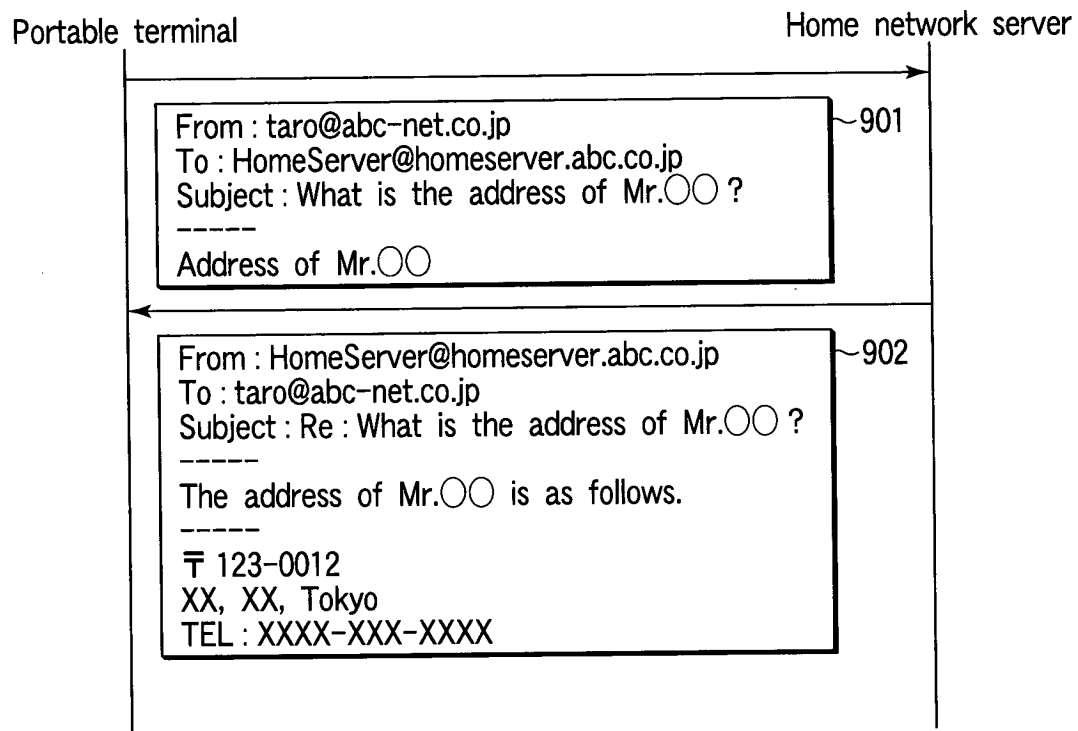 Portable terminal
Home network server
From : taro@abc-net.co.jp
To : HomeServer@homeserver.abc.co.jp
Subject : What is the address of Mr.○○ ?
-----
Address of Mr.○○
901
From : HomeServer@homeserver.abc.co.jp
To : taro@abc-net.co.jp
Subject : Re : What is the address of Mr.○○ ?
-----
The address of Mr.○○ is as follows.
-----
〒 123-0012
XX, XX, Tokyo
TEL : XXXX-XXX-XXXX
902